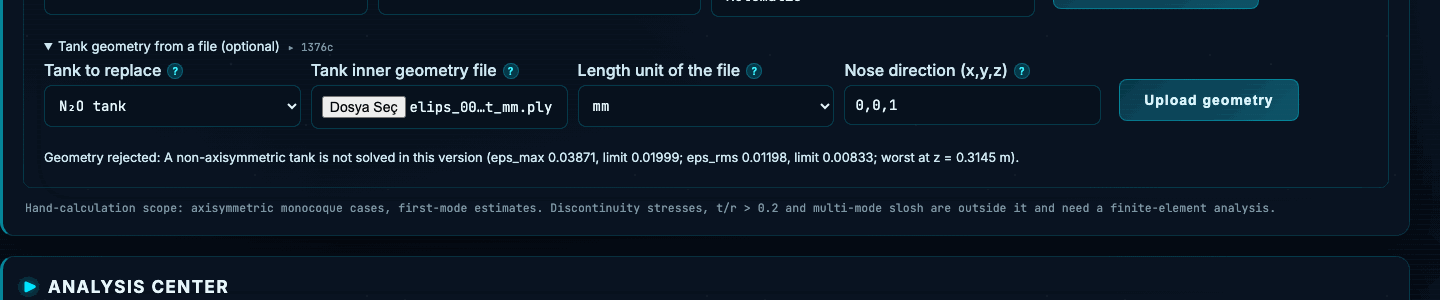 ▼ Tank geometry from a file (optional) ▸ 1376c
Tank to replace ? Tank inner geometry file ? Length unit of the file ? Nose direction (x,y,z) ?
N₂O tank Dosya Seç elips_00…t_mm.ply mm 0,0,1 Upload geometry
Geometry rejected: A non-axisymmetric tank is not solved in this version (eps_max 0.03871, limit 0.01999; eps_rms 0.01198, limit 0.00833; worst at z = 0.3145 m).
Hand-calculation scope: axisymmetric monocoque cases, first-mode estimates. Discontinuity stresses, t/r > 0.2 and multi-mode slosh are outside it and need a finite-element analysis.
ANALYSIS CENTER